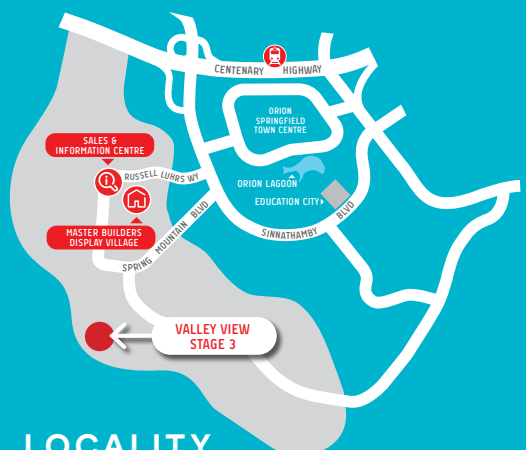 CENTENARY HIGHWAY
ORION
SPRINGFIELD
TOWN CENTRE
SALES &
INFORMATION CENTRE
RUSSELL LUHRS WY
ORION LAGOON
EDUCATION CITY
MASTER BUILDERS
DISPLAY VILLAGE
SPRING MOUNTAIN BLVD
SINNATHAMBY BLVD
VALLEY VIEW
STAGE 3
LOCALITY